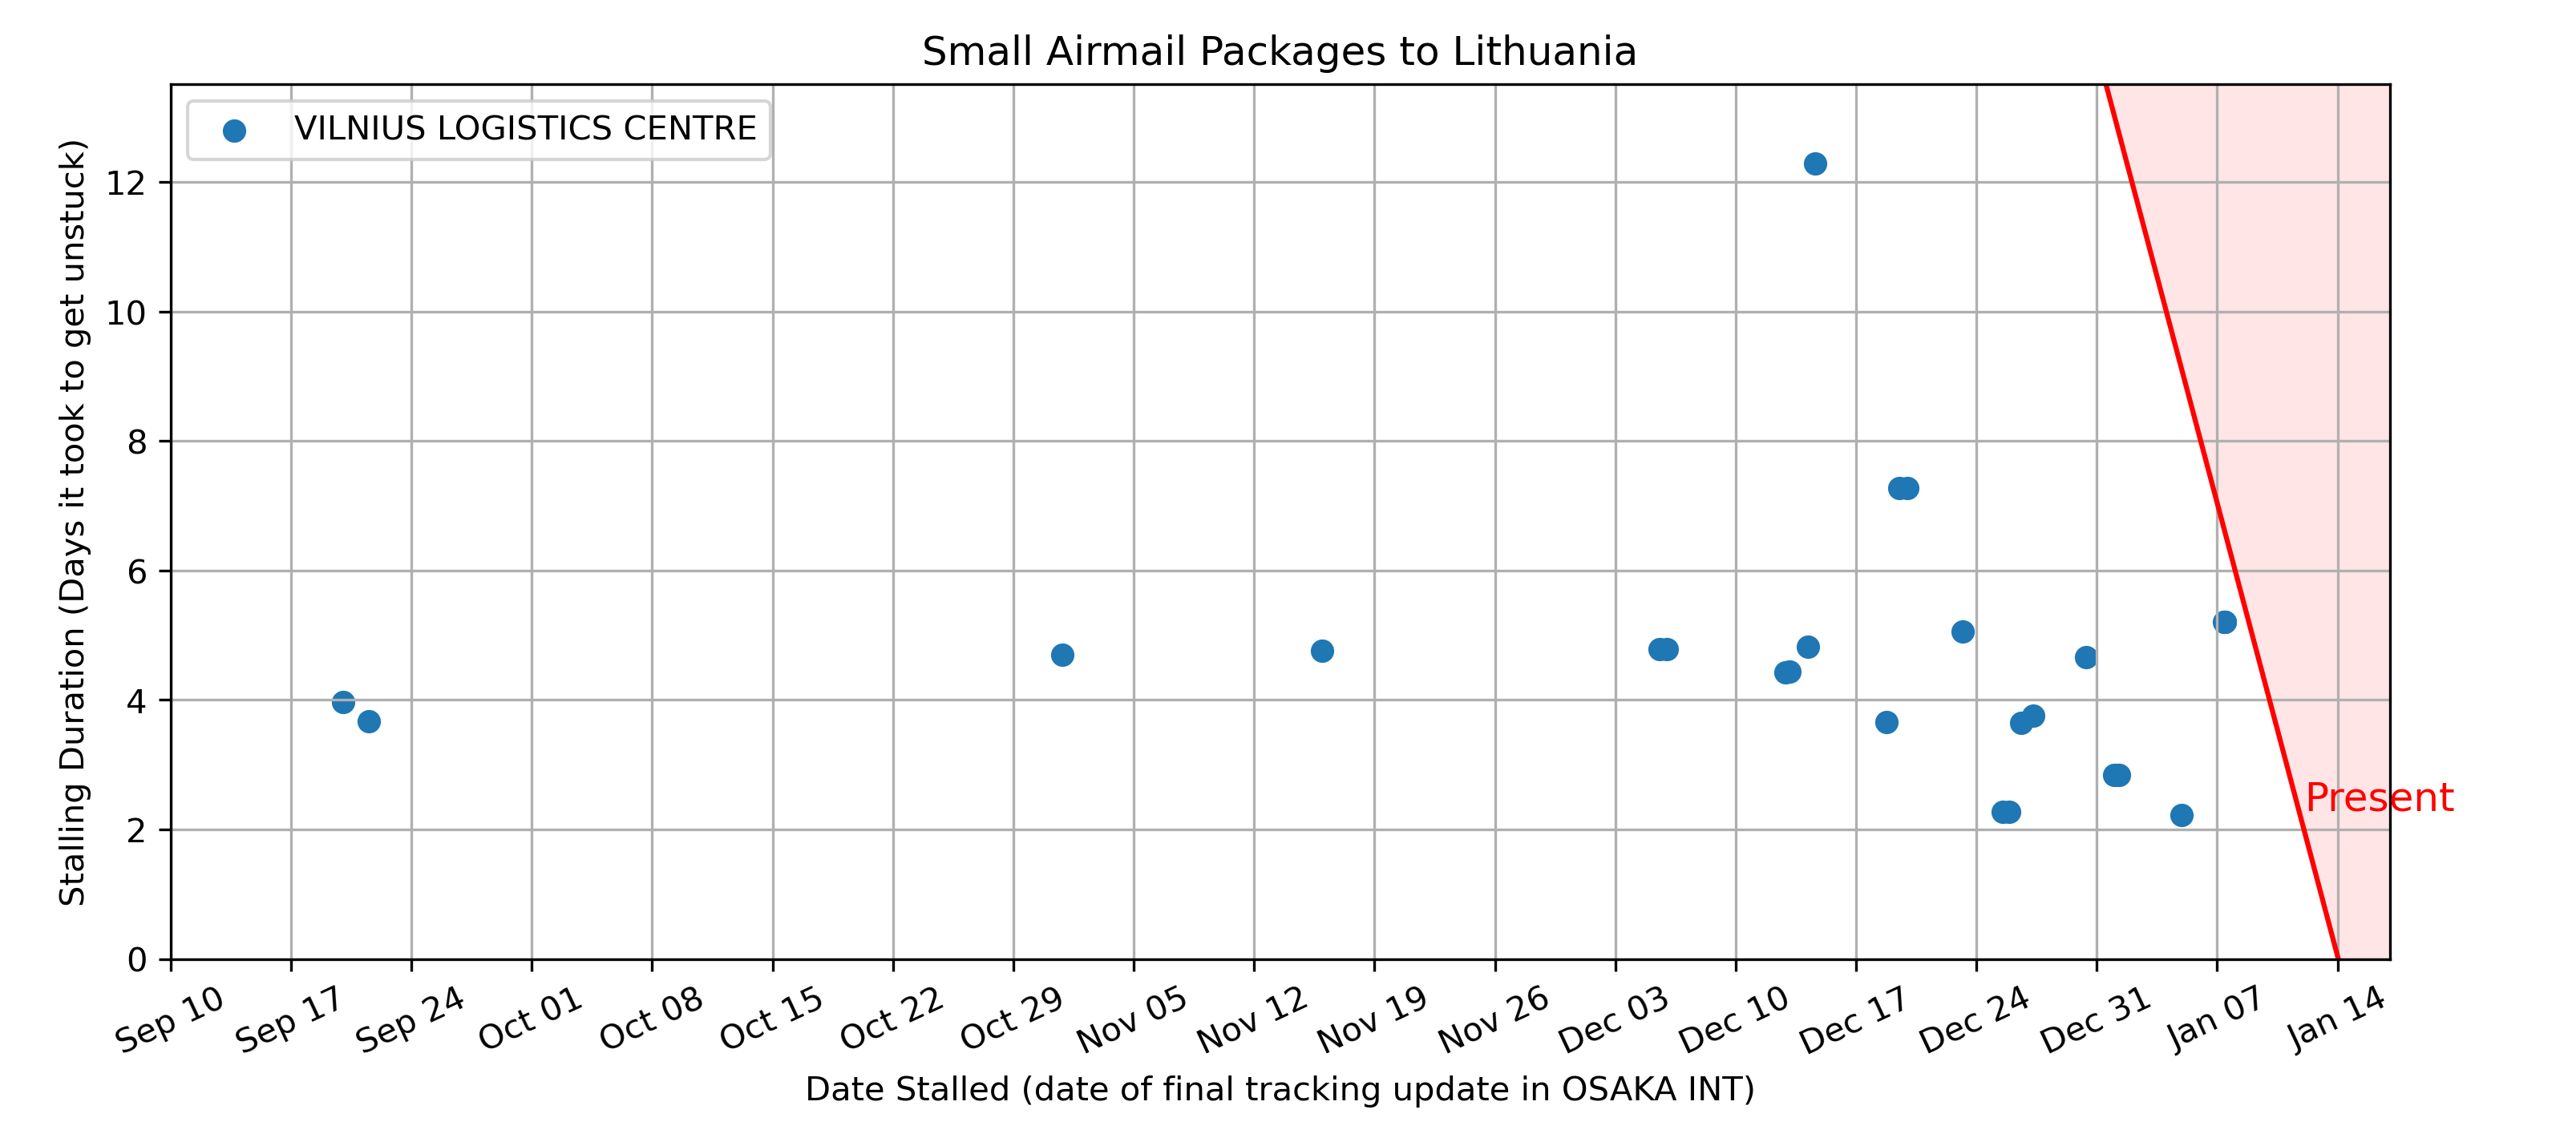 Small Airmail Packages to Lithuania
VILNIUS LOGISTICS CENTRE
Stalling Duration (Days it took to get unstuck)
12
10
8
6
4
2
0
Present
Sep 10
Sep 17
Sep 24
Oct 01
Oct 08
Oct 15
Oct 22
Oct 29
Nov 05
Nov 12
Nov 19
Nov 26
Dec 03
Dec 10
Dec 17
Dec 24
Dec 31
Jan 07
Jan 14
Date Stalled (date of final tracking update in OSAKA INT)